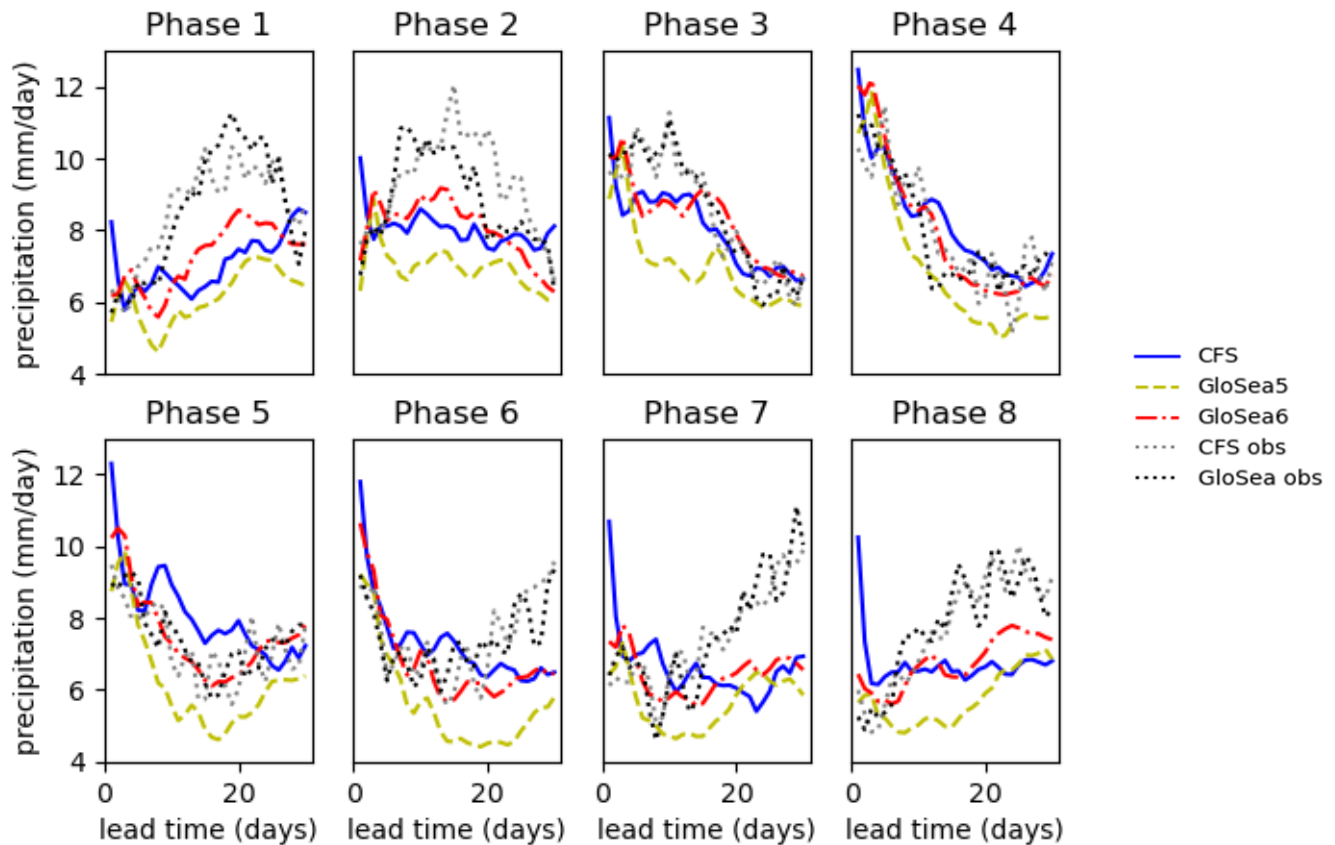 Phase 1 Phase 2 Phase 3 Phase 4
precipitation (mm/day)
12
10
8
6
4
CFS
GloSea5
GloSea6
CFS obs
GloSea obs
Phase 5 Phase 6 Phase 7 Phase 8
precipitation (mm/day)
12
10
8
6
4
0 20 0 20 0 20 0 20
lead time (days) lead time (days) lead time (days) lead time (days)